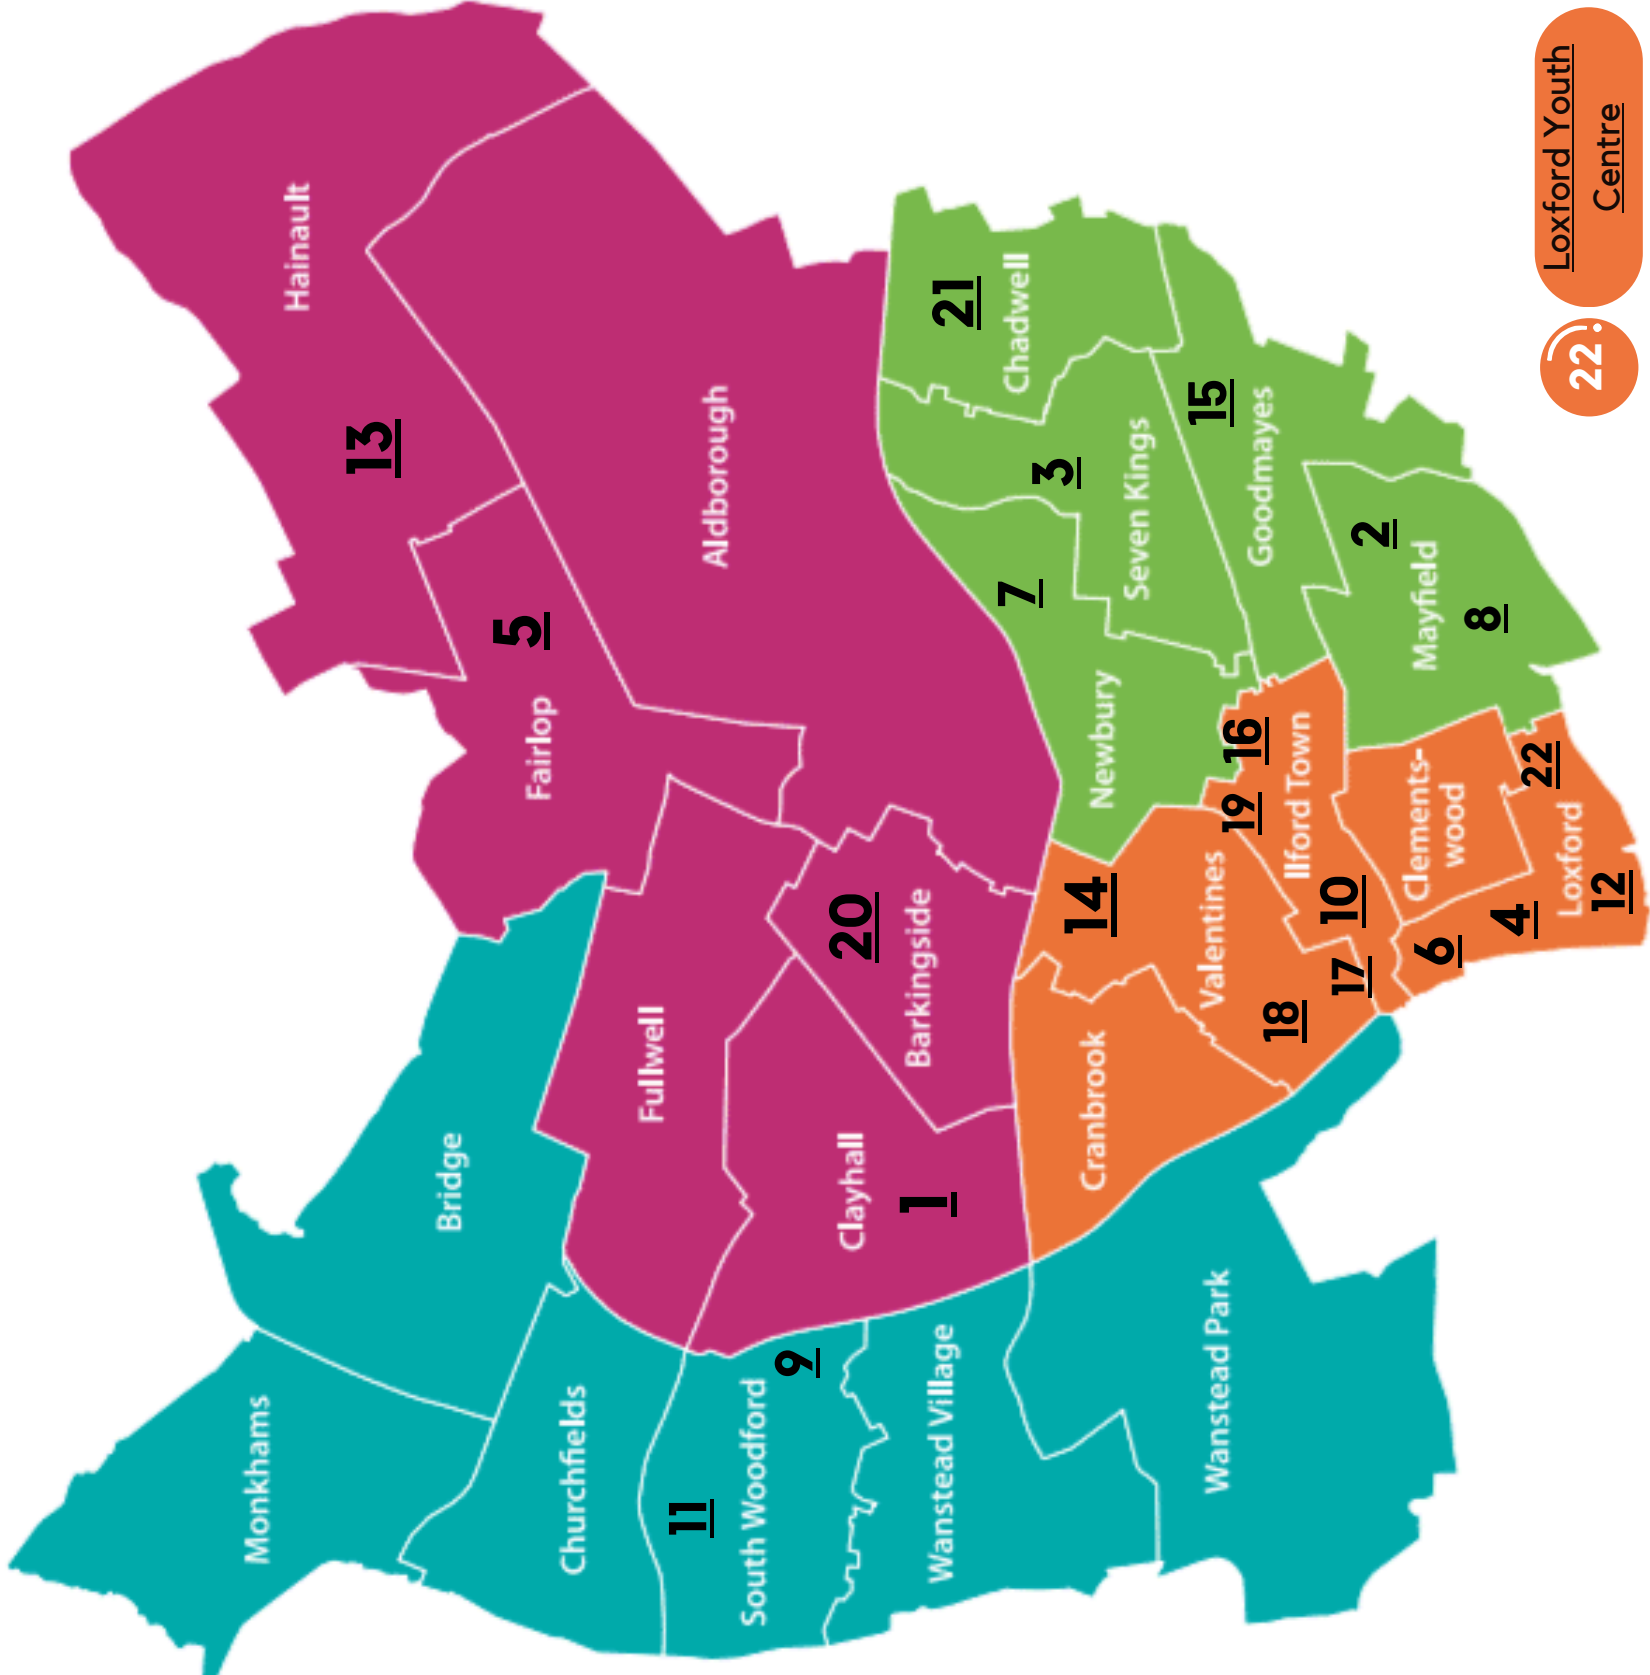 Monkhams
Bridge
Churchfields
11
South Woodford
9
Wanstead Village
Wanstead Park
Hainault
13
5
Fairlop
Aldborough
Fullwell
20
Barkingside
Clayhall
1
21
Chadwell
3
Seven Kings
15
Goodmayes
7
Newbury
2
Mayfield
8
14
Valentines
Cranbrook
18
16
19
Ilford Town
10
17
Clements-
wood
6
4
22
Loxford
12
22
Loxford Youth
Centre